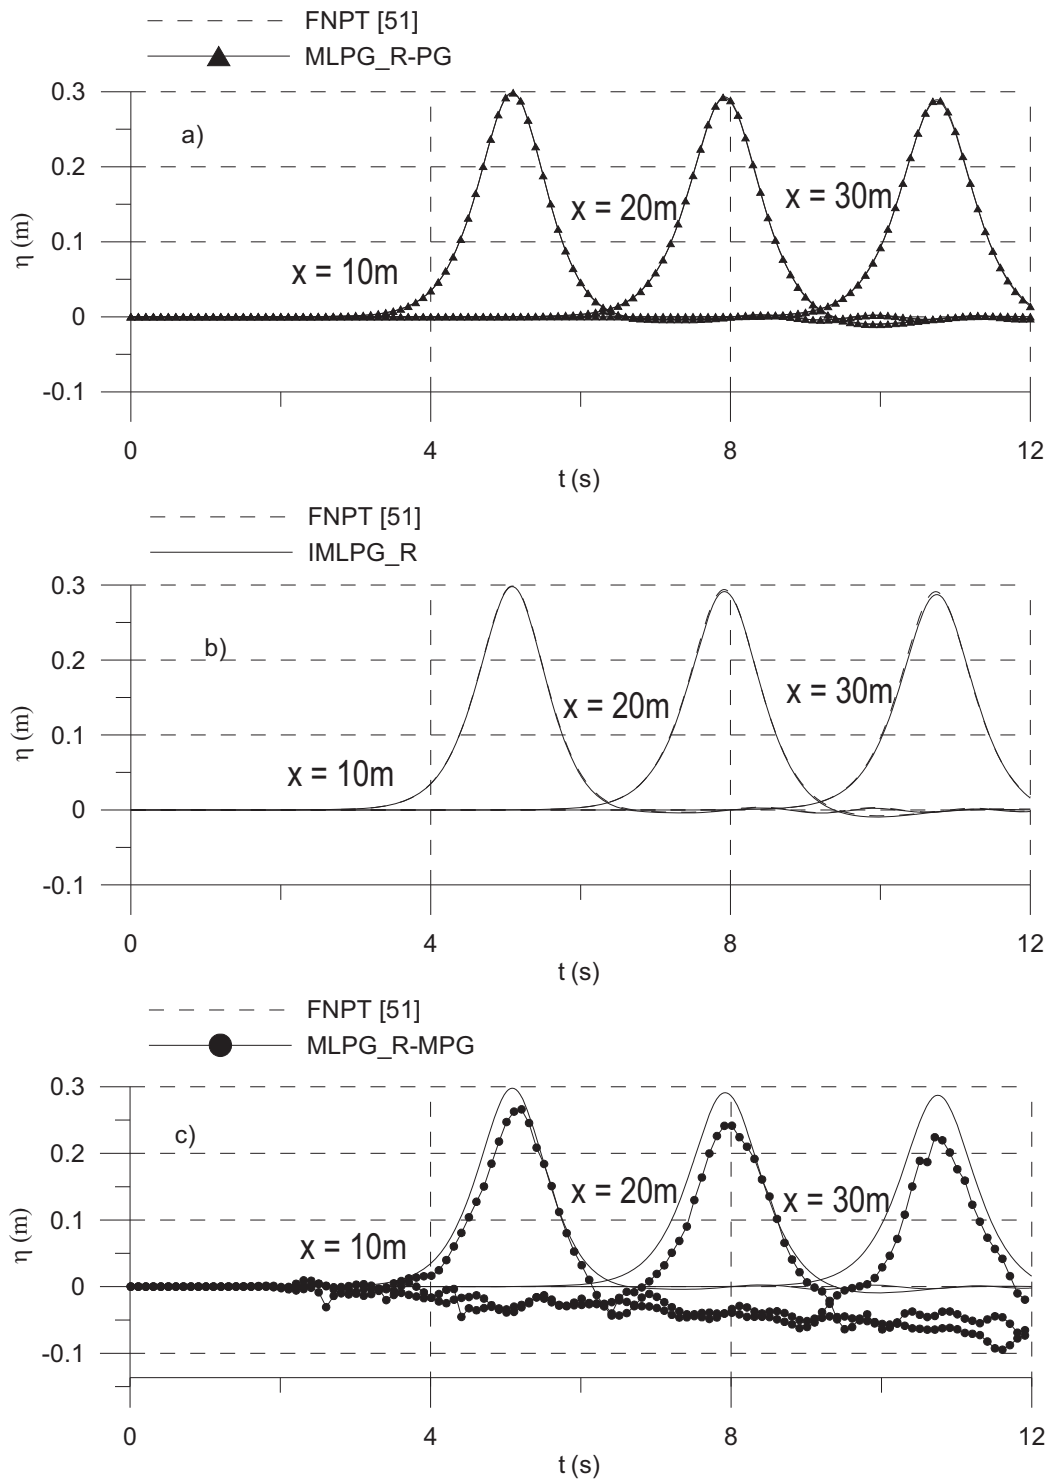 FNPT [51]
MLPG_R-PG
0.3
a)
0.2
x = 20m
x = 30m
0.1
x = 10m
0
-0.1
η (m)
0 4 8 12
t (s)
FNPT [51]
IMLPG_R
0.3
b)
0.2
x = 20m
x = 30m
0.1
x = 10m
0
-0.1
η (m)
0 4 8 12
t (s)
FNPT [51]
MLPG_R-MPG
0.3
c)
0.2
x = 20m
x = 30m
0.1
x = 10m
0
-0.1
η (m)
0 4 8 12
t (s)